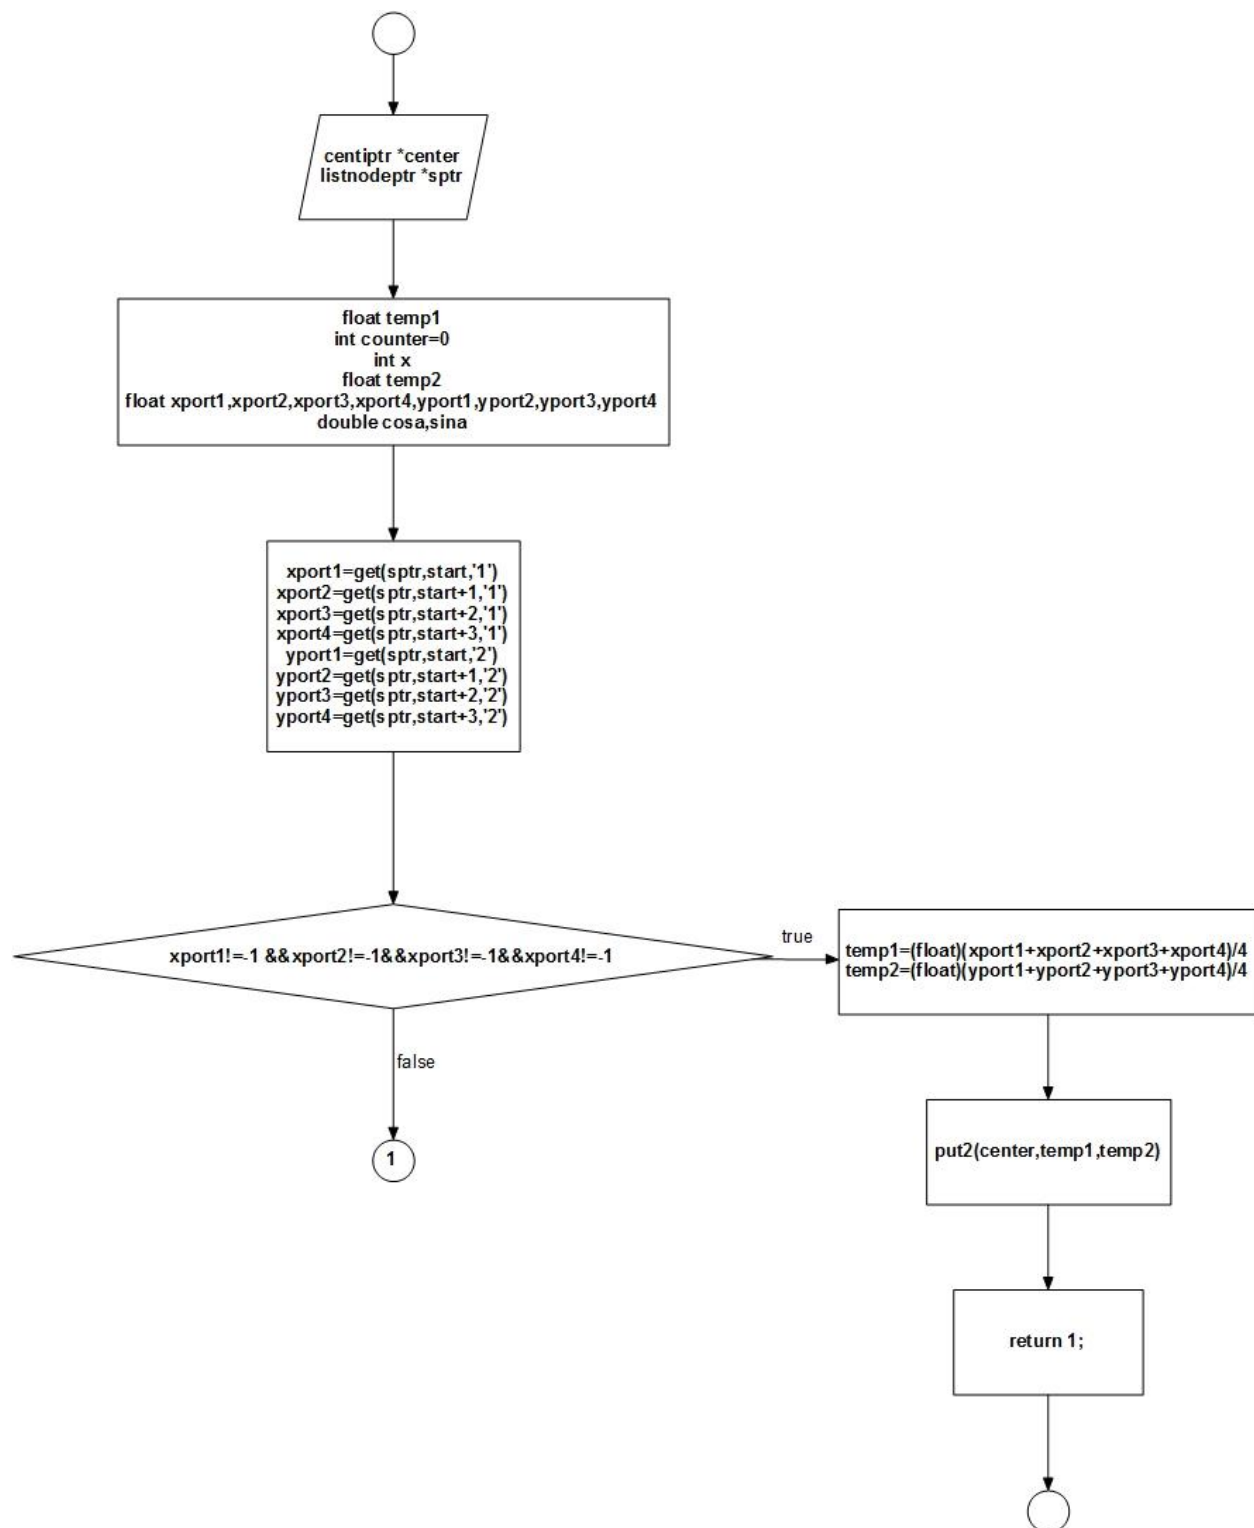 centiptr *center
listnodeptr *sptr
float temp1
int counter=0
int x
float temp2
float xport1,xport2,xport3,xport4,yport1,yport2,yport3,yport4
double cosa,sina
xport1=get(sptr,start,'1')
xport2=get(sptr,start+1,'1')
xport3=get(sptr,start+2,'1')
xport4=get(sptr,start+3,'1')
yport1=get(sptr,start,'2')
yport2=get(sptr,start+1,'2')
yport3=get(sptr,start+2,'2')
yport4=get(sptr,start+3,'2')
xport1!=-1 &&xport2!=-1&&xport3!=-1&&xport4!=-1
true
temp1=(float)(xport1+xport2+xport3+xport4)/4
temp2=(float)(yport1+yport2+yport3+yport4)/4
false
1
put2(center,temp1,temp2)
return 1;